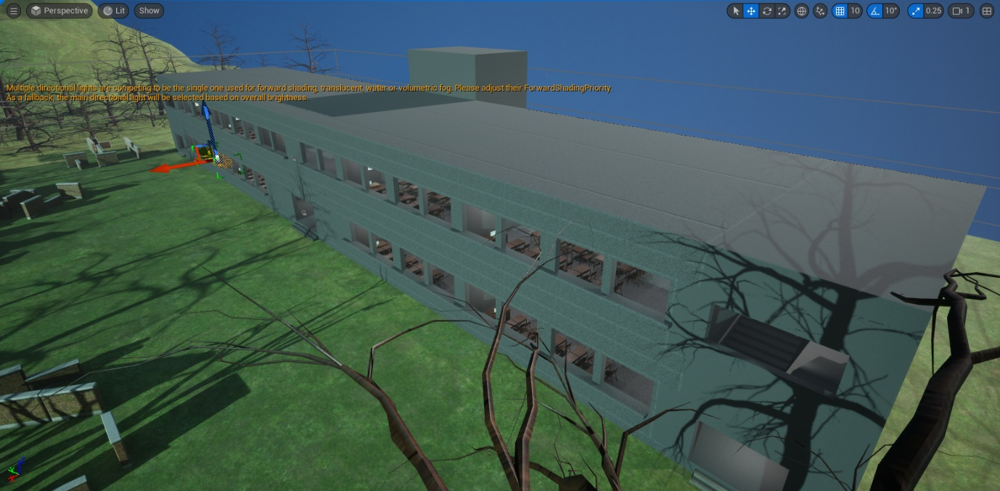 Perspective
Lit
Show
10
10°
0.25
1
Multiple directional lights are competing to be the single one used for forward shading, translucent, water or volumetric fog. Please adjust their ForwardShadingPriority.
As a fallback, the main directional light will be selected based on overall brightness.